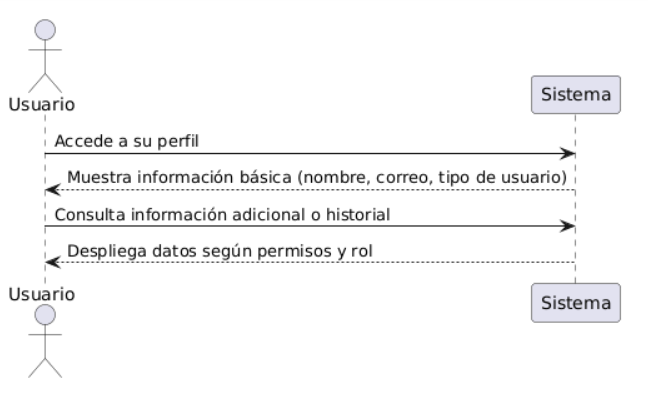 Usuario
Sistema
Accede a su perfil
Muestra información básica (nombre, correo, tipo de usuario)
Consulta información adicional o historial
Despliega datos según permisos y rol
Usuario
Sistema